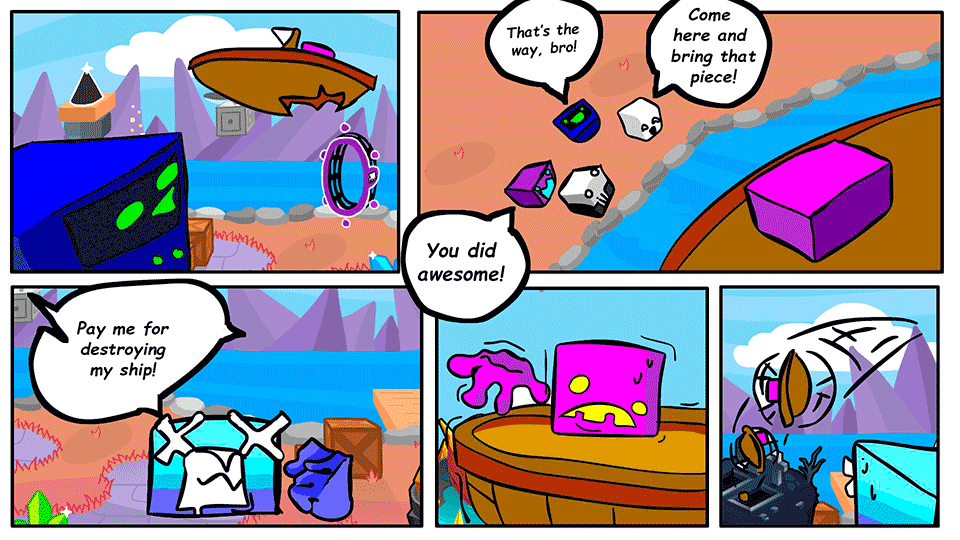 That's the
way, bro!
Come
here and
bring that
piece!
You did
awesome!
Pay me for
destroying
my ship!